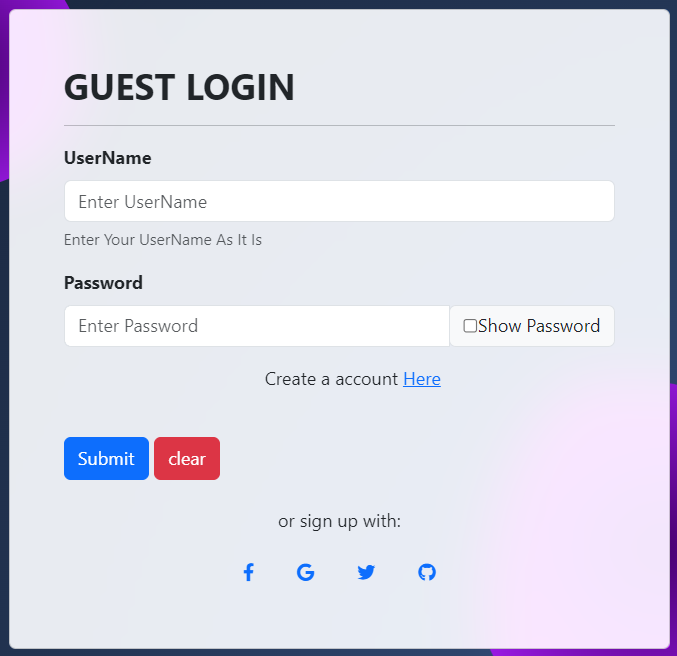 GUEST LOGIN
UserName
Enter UserName
Enter Your UserName As It Is
Password
Enter Password Show Password
Create a account Here
Submit clear
or sign up with: